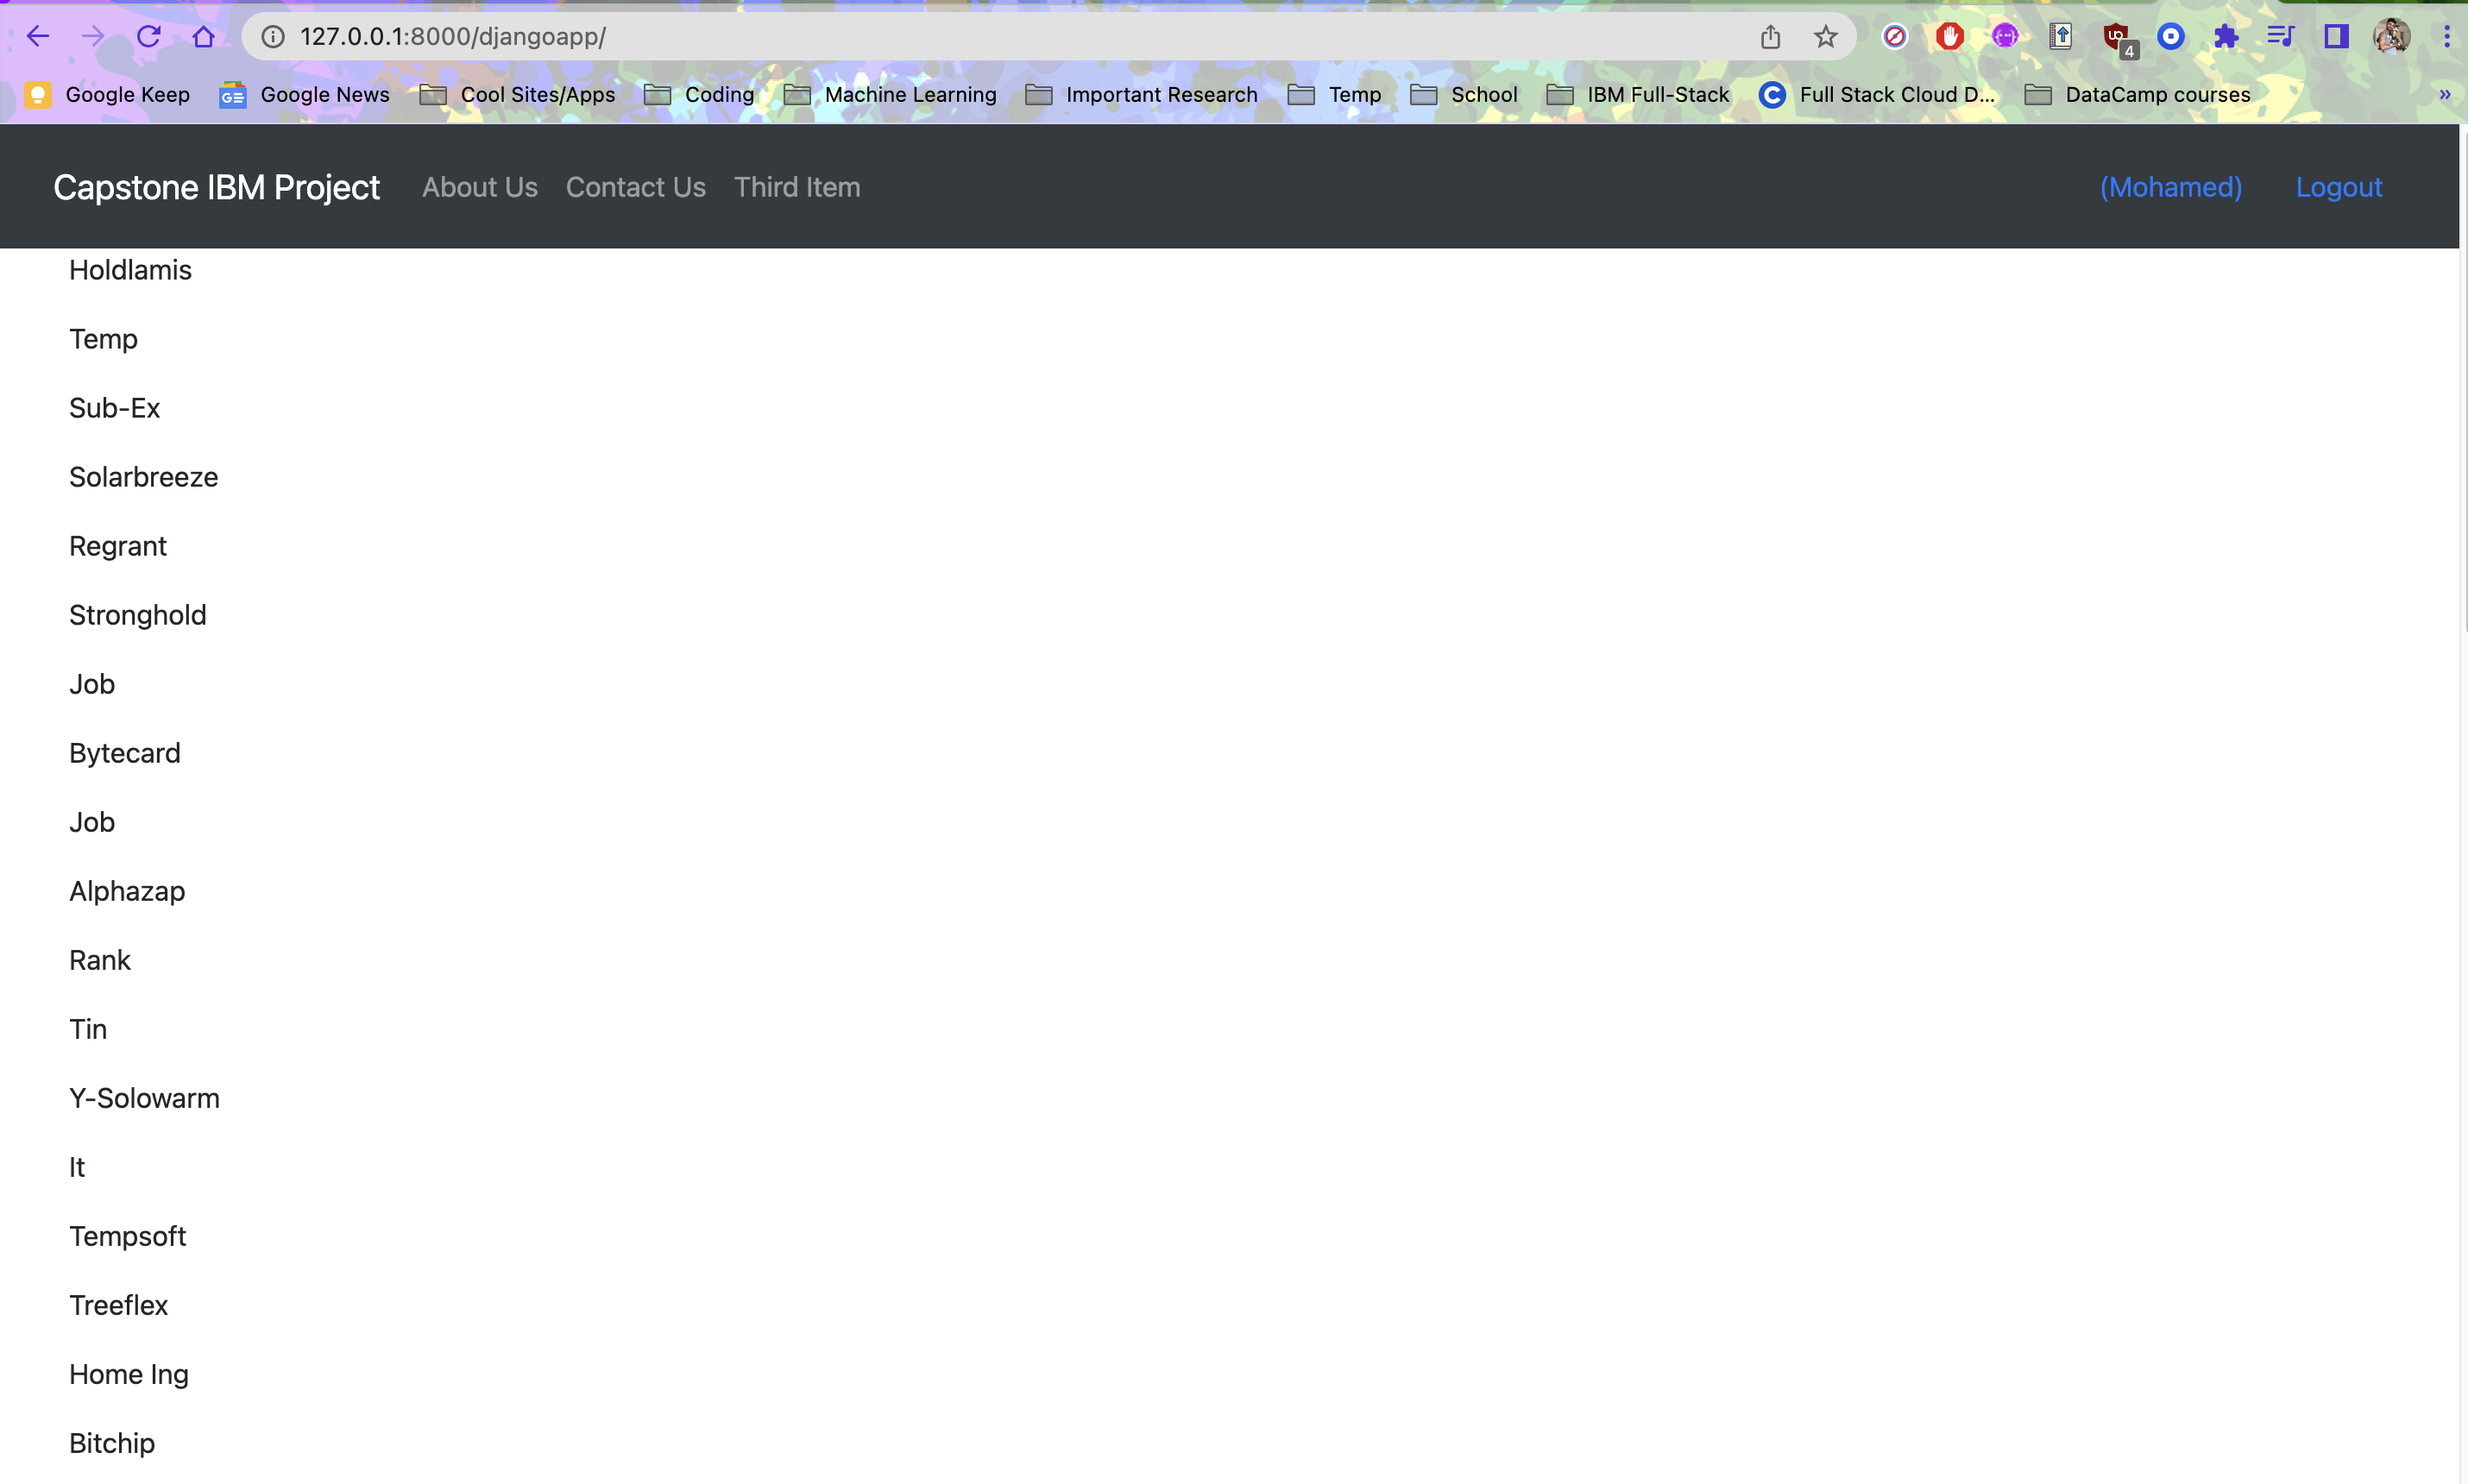 127.0.0.1:8000/djangoapp/
4
Google Keep Google News Cool Sites/Apps Coding Machine Learning Important Research Temp School IBM Full-Stack Full Stack Cloud D... DataCamp courses »
Capstone IBM Project About Us Contact Us Third Item (Mohamed) Logout
Holdlamis
Temp
Sub-Ex
Solarbreeze
Regrant
Stronghold
Job
Bytecard
Job
Alphazap
Rank
Tin
Y-Solowarm
It
Tempsoft
Treeflex
Home Ing
Bitchip